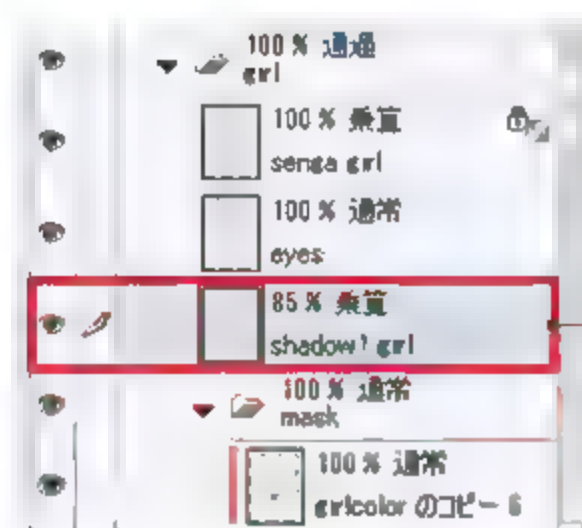 100 % 通過
girl
100 % 乗算
senga girl
100 % 通常
eyes
85 % 乗算
shadow1 girl
100 % 通常
mask
100 % 通常
girlcolor のコピー 6